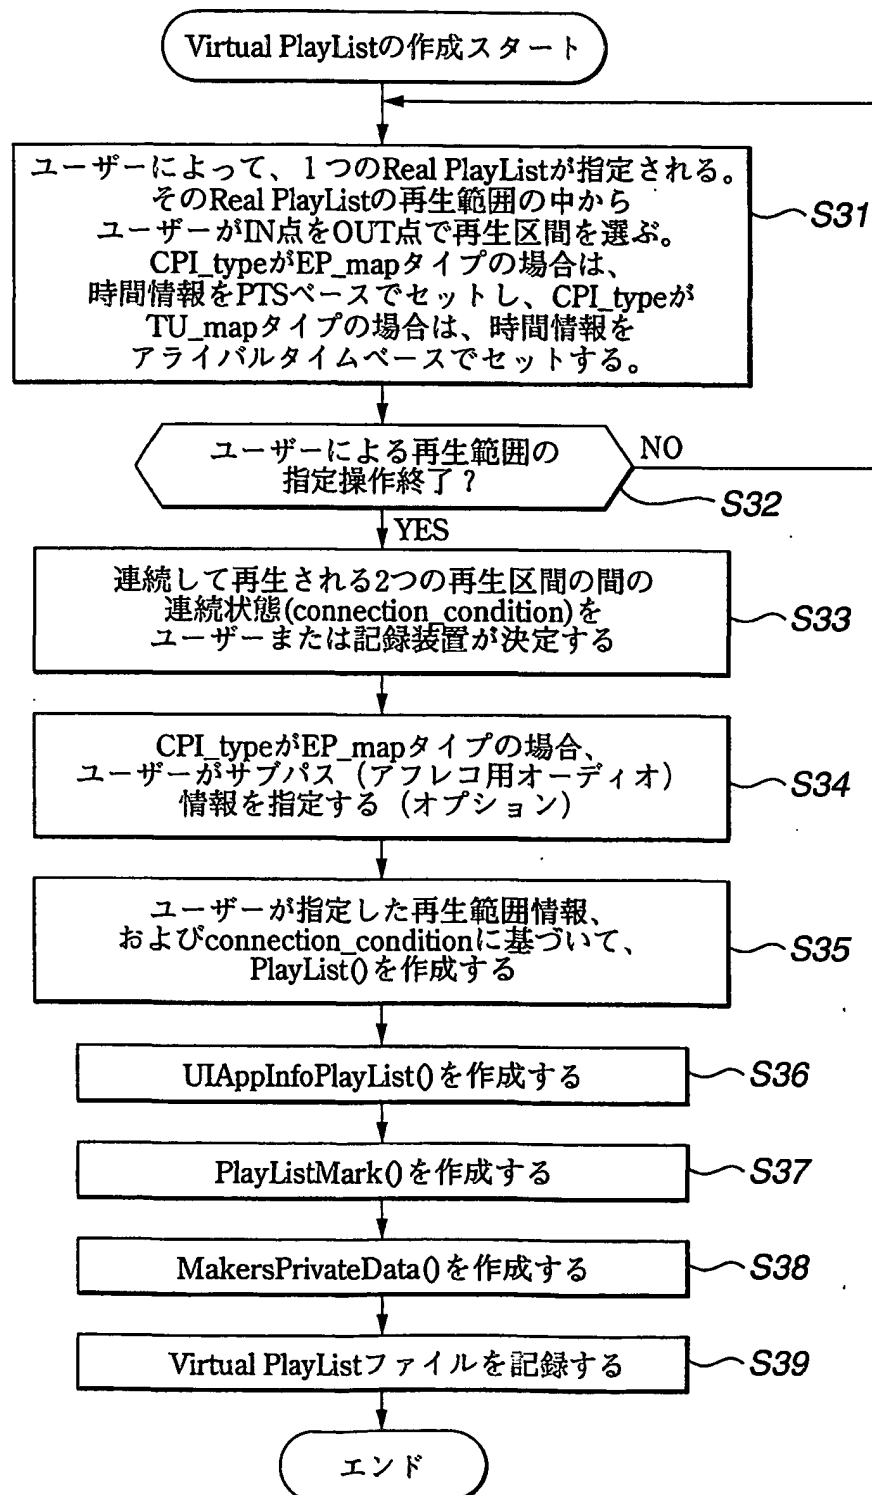 Virtual PlayListの作成スタート
ユーザーによって、1つのReal PlayListが指定される。
そのReal PlayListの再生範囲の中から
ユーザーがIN点をOUT点で再生区間を選ぶ。
CPI_typeがEP_mapタイプの場合は、
時間情報をPTSベースでセットし、CPI_typeが
TU_mapタイプの場合は、時間情報を
アライバルタイムベースでセットする。
S31
ユーザーによる再生範囲の
指定操作終了?
NO
S32
YES
連続して再生される2つの再生区間の間の
連続状態(connection_condition)を
ユーザーまたは記録装置が決定する
S33
CPI_typeがEP_mapタイプの場合、
ユーザーがサブパス(アフレコ用オーディオ)
情報を指定する(オプション)
S34
ユーザーが指定した再生範囲情報、
およびconnection_conditionに基づいて、
PlayList()を作成する
S35
UIAppInfoPlayList()を作成する
S36
PlayListMark()を作成する
S37
MakersPrivateData()を作成する
S38
Virtual PlayListファイルを記録する
S39
エンド